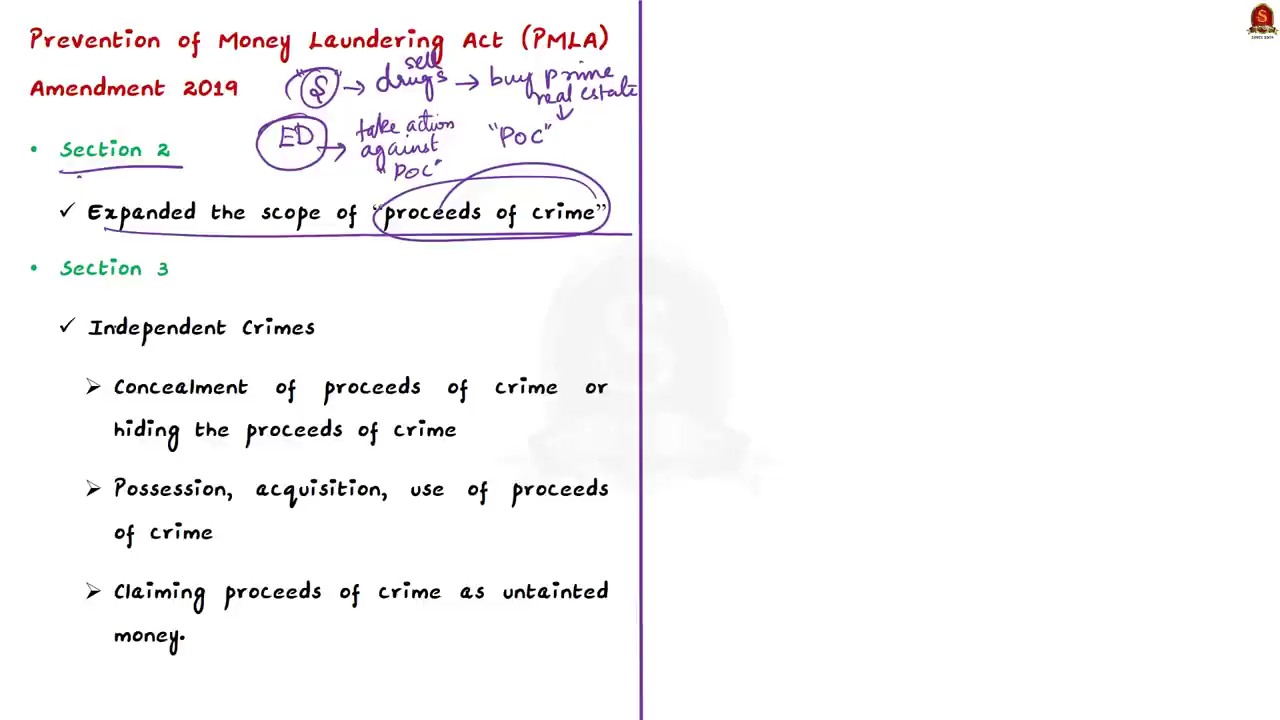 Prevention of Money Laundering Act (PMLA)
Amendment 2019
"S" → sell drugs → buy prime
real estate
↓
"POC"
ED → take action
against
"POC"
• Section 2
✓ Expanded the scope of "proceeds of crime"
• Section 3
✓ Independent Crimes
➢ Concealment of proceeds of crime or
hiding the proceeds of crime
➢ Possession, acquisition, use of proceeds
of crime
➢ Claiming proceeds of crime as untainted
money.
S